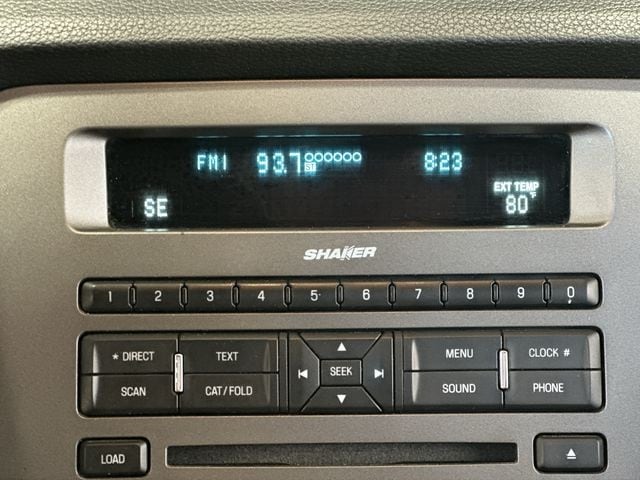 FM1 93.7 ST 8:23
EXT TEMP
SE 80 °F
SHAKER
1 2 3 4 5 6 7 8 9 0
* DIRECT TEXT MENU CLOCK #
SEEK
SCAN CAT/FOLD SOUND PHONE
LOAD